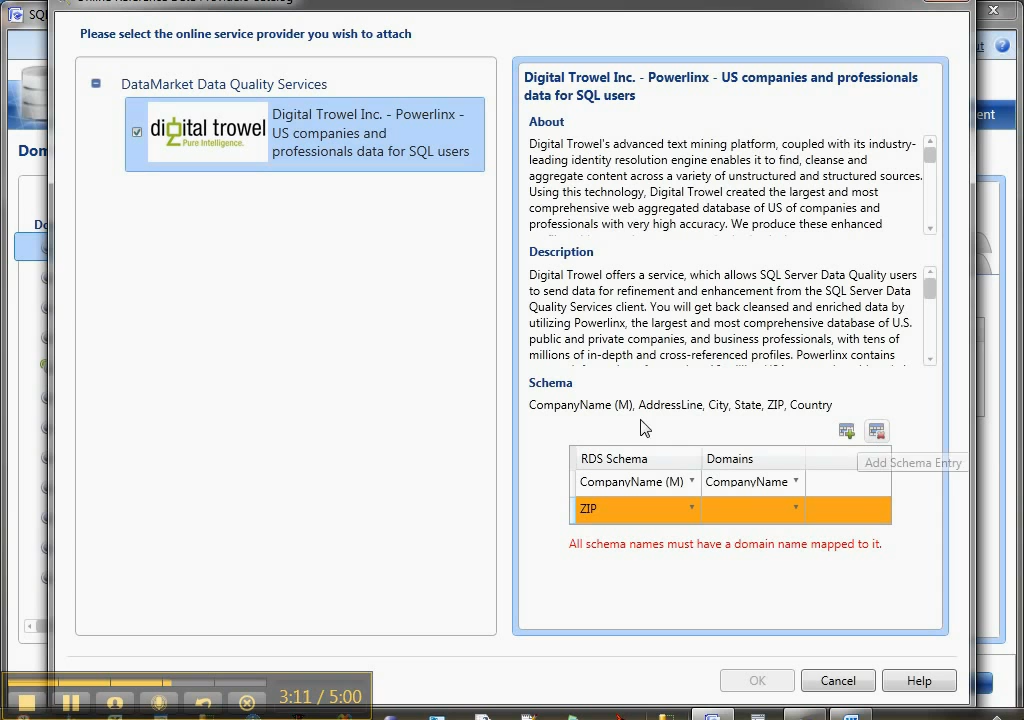 SQL
Online Reference Data Providers Catalog
Please select the online service provider you wish to attach
DataMarket Data Quality Services
digital trowel
Pure Intelligence.
Digital Trowel Inc. - Powerlinx -
US companies and
professionals data for SQL users
Digital Trowel Inc. - Powerlinx - US companies and professionals
data for SQL users
About
Digital Trowel's advanced text mining platform, coupled with its industry-
leading identity resolution engine enables it to find, cleanse and
aggregate content across a variety of unstructured and structured sources.
Using this technology, Digital Trowel created the largest and most
comprehensive web aggregated database of US of companies and
professionals with very high accuracy. We produce these enhanced
Description
Digital Trowel offers a service, which allows SQL Server Data Quality users
to send data for refinement and enhancement from the SQL Server Data
Quality Services client. You will get back cleansed and enriched data by
utilizing Powerlinx, the largest and most comprehensive database of U.S.
public and private companies, and business professionals, with tens of
millions of in-depth and cross-referenced profiles. Powerlinx contains
Schema
CompanyName (M), AddressLine, City, State, ZIP, Country
RDS Schema Domains
Add Schema Entry
CompanyName (M) CompanyName
ZIP
All schema names must have a domain name mapped to it.
OK Cancel Help
3:11 / 5:00
Dom
Do
ent
ut